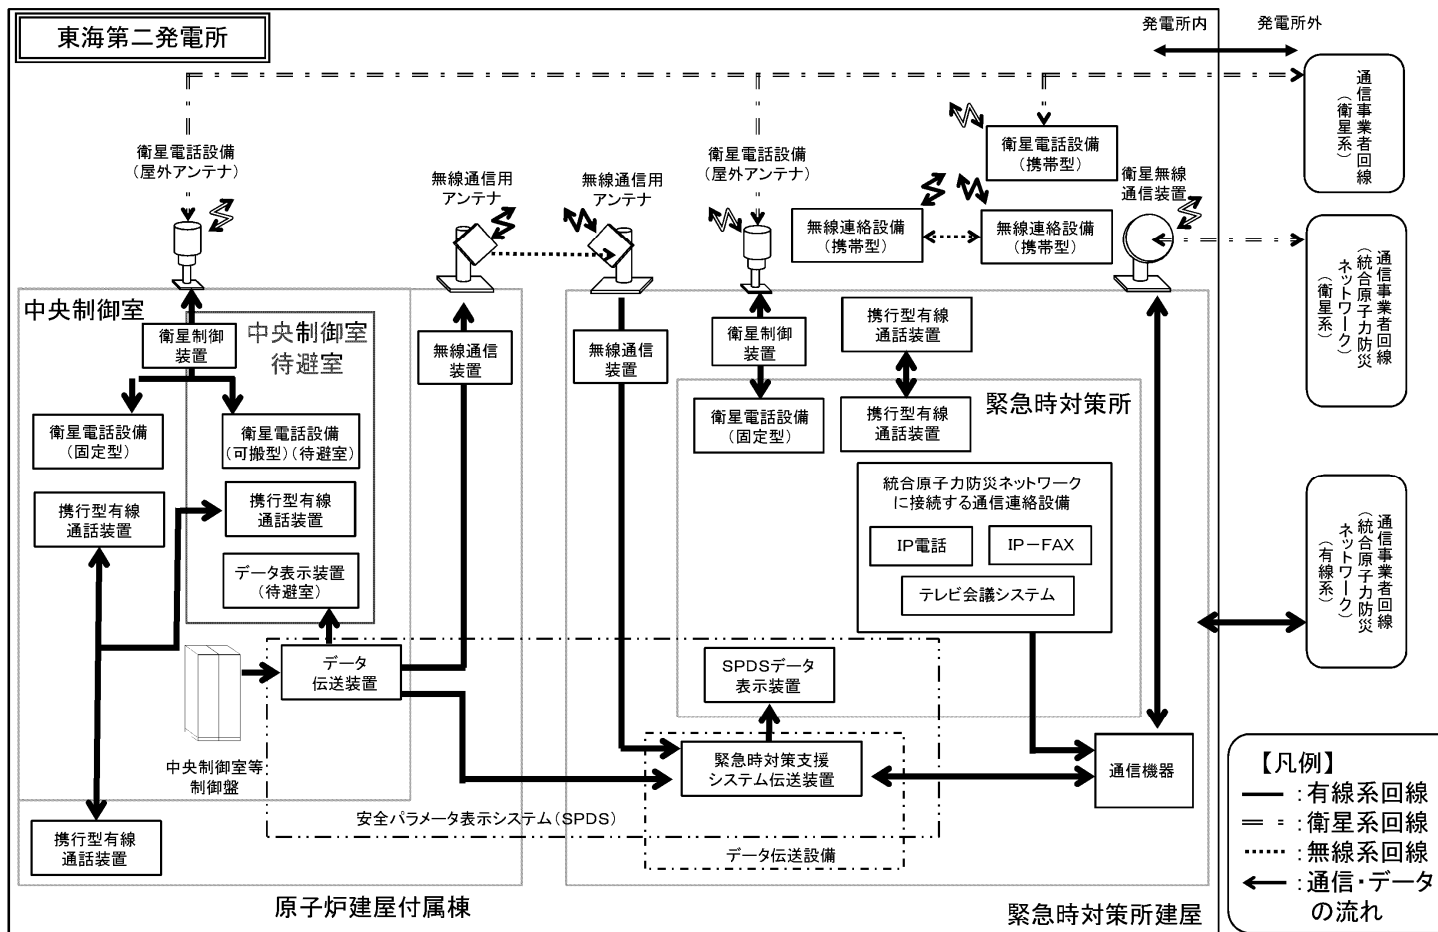 東海第二発電所
発電所内
発電所外
通信事業者回線
（衛星系）
衛星電話設備
（屋外アンテナ）
無線通信用
アンテナ
無線通信用
アンテナ
衛星電話設備
（屋外アンテナ）
衛星電話設備
（携帯型）
無線連絡設備
（携帯型）
無線連絡設備
（携帯型）
衛星無線
通信装置
通信事業者回線
（統合原子力防災
ネットワーク）
（衛星系）
中央制御室
衛星制御
装置
中央制御室
待避室
無線通信
装置
無線通信
装置
衛星制御
装置
携行型有線
通話装置
緊急時対策所
衛星電話設備
（固定型）
衛星電話設備
（可搬型）（待避室）
衛星電話設備
（固定型）
携行型有線
通話装置
携行型有線
通話装置
携行型有線
通話装置
データ表示装置
（待避室）
統合原子力防災ネットワーク
に接続する通信連絡設備
IP電話
IP－FAX
テレビ会議システム
通信事業者回線
（統合原子力防災
ネットワーク）
（有線系）
データ
伝送装置
SPDSデータ
表示装置
中央制御室等
制御盤
緊急時対策支援
システム伝送装置
通信機器
安全パラメータ表示システム（SPDS）
データ伝送設備
携行型有線
通話装置
原子炉建屋付属棟
緊急時対策所建屋
【凡例】
：有線系回線
：衛星系回線
：無線系回線
：通信・データ
の流れ